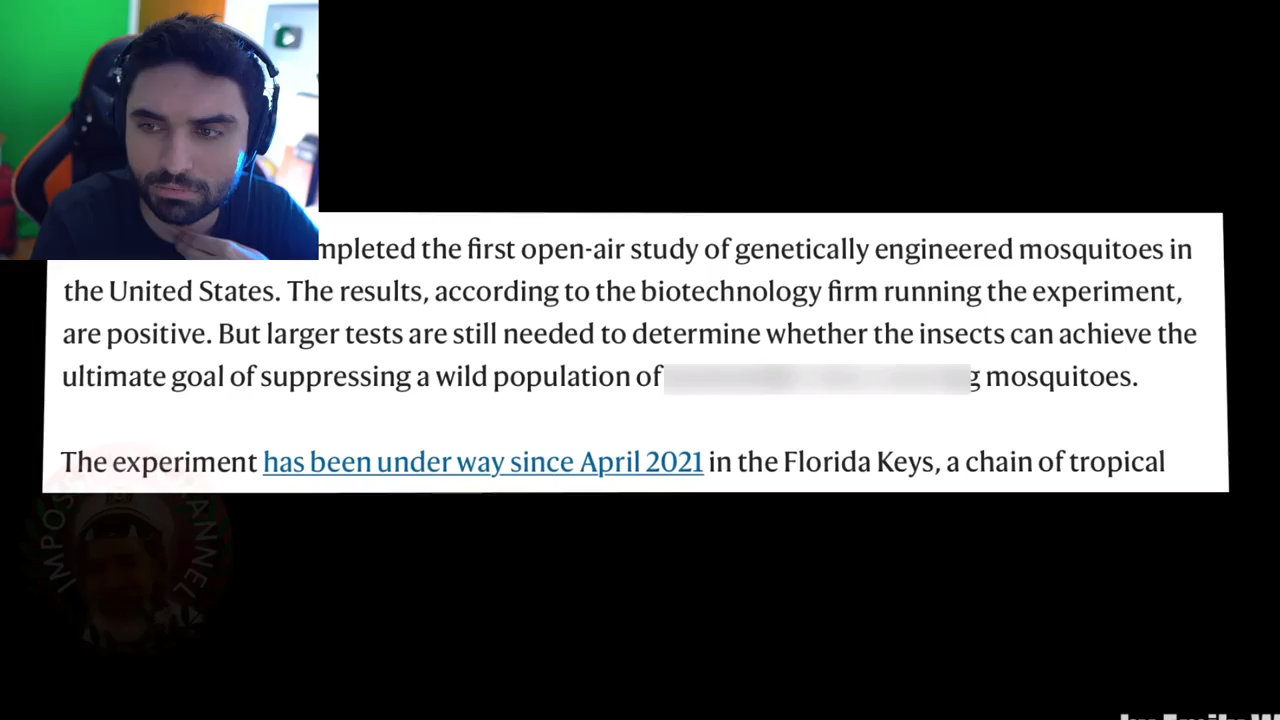 mpleted the first open-air study of genetically engineered mosquitoes in
the United States. The results, according to the biotechnology firm running the experiment,
are positive. But larger tests are still needed to determine whether the insects can achieve the
ultimate goal of suppressing a wild population of g mosquitoes.
The experiment has been under way since April 2021 in the Florida Keys, a chain of tropical